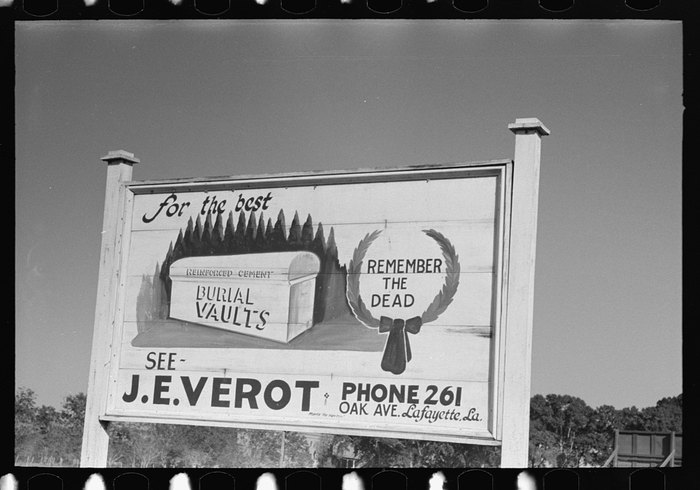 for the best
REINFORCED CEMENT
BURIAL
VAULTS
REMEMBER
THE
DEAD
SEE-
J.E.VEROT
PHONE 261
OAK AVE. Lafayette, La.